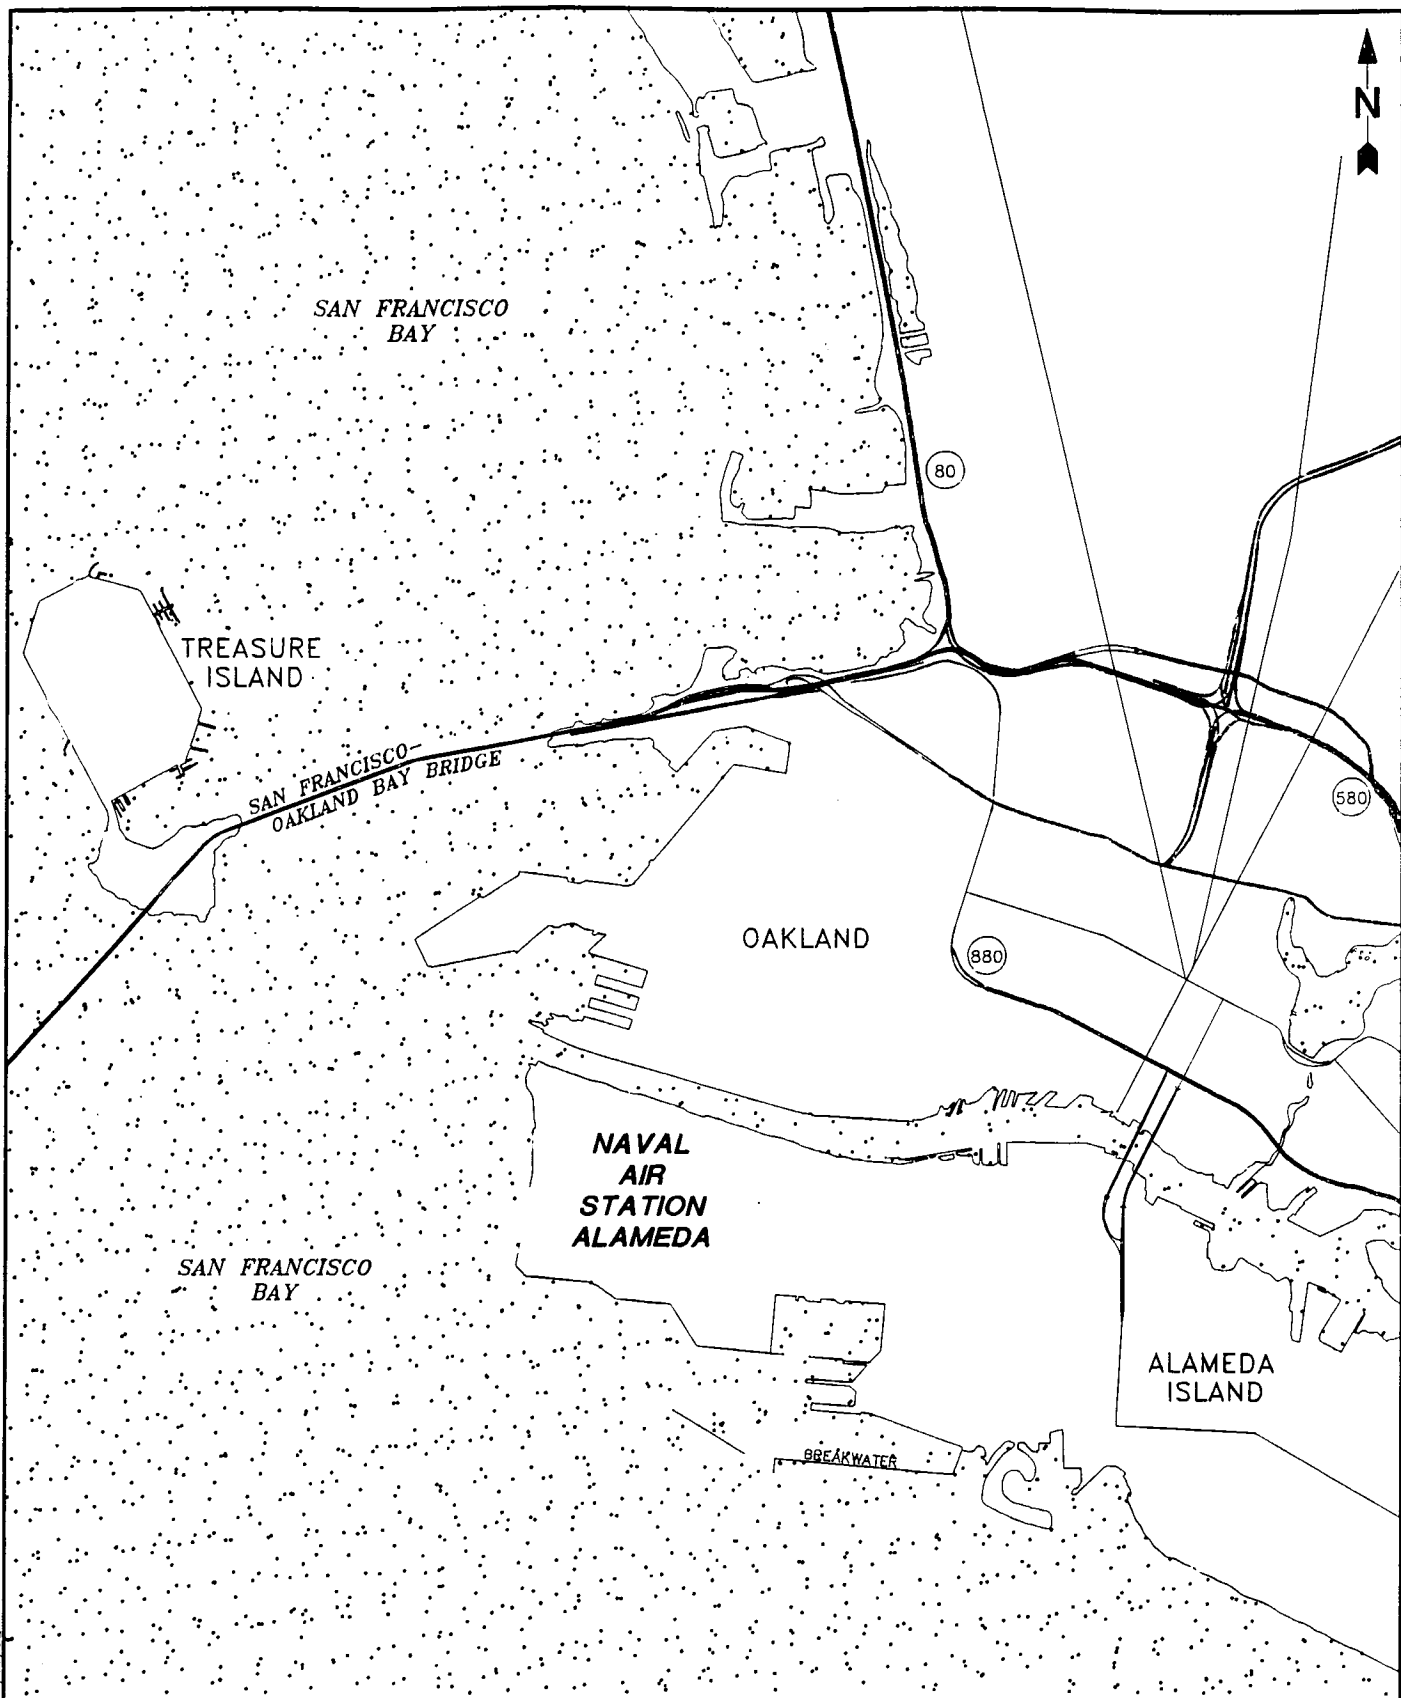 N
SAN FRANCISCO
BAY
80
TREASURE
ISLAND
SAN FRANCISCO-
OAKLAND BAY BRIDGE
580
OAKLAND
880
NAVAL
AIR
STATION
ALAMEDA
SAN FRANCISCO
BAY
ALAMEDA
ISLAND
BREAKWATER